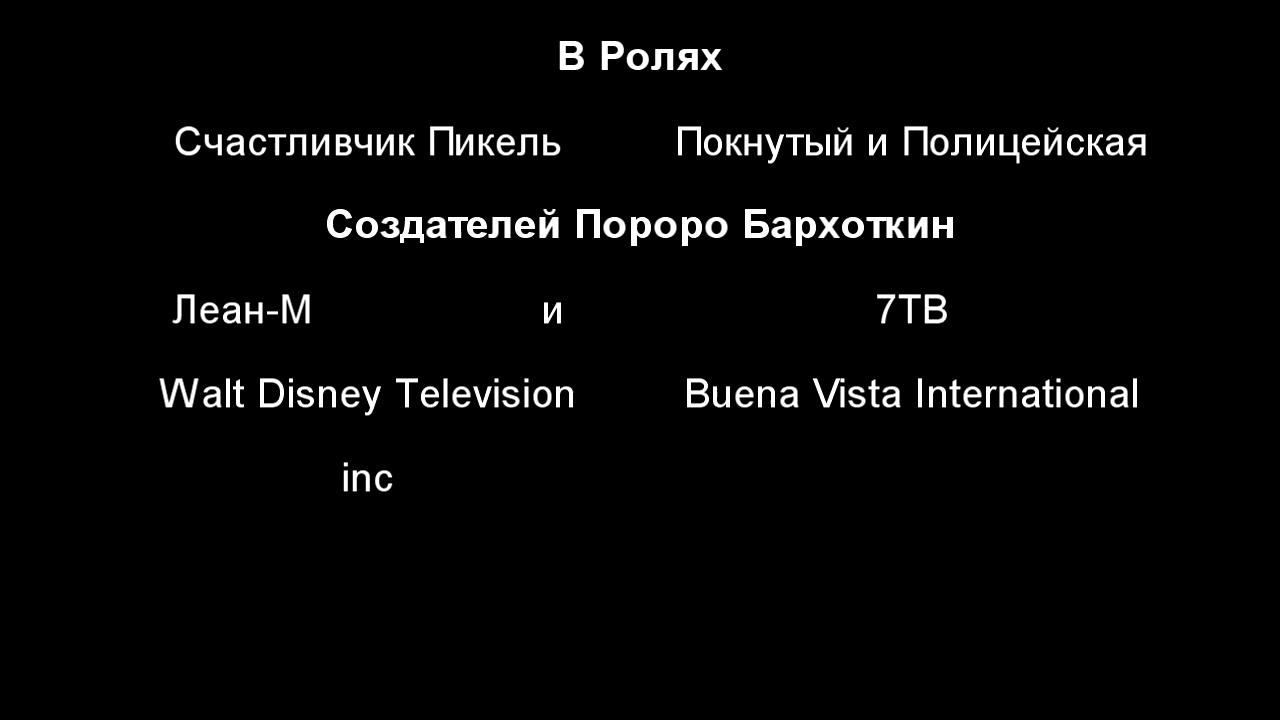 В Ролях
Счастливчик Пикель Покнутый и Полицейская
Создателей Пороро Бархоткин
Леан-М и 7ТВ
Walt Disney Television Buena Vista International
inc